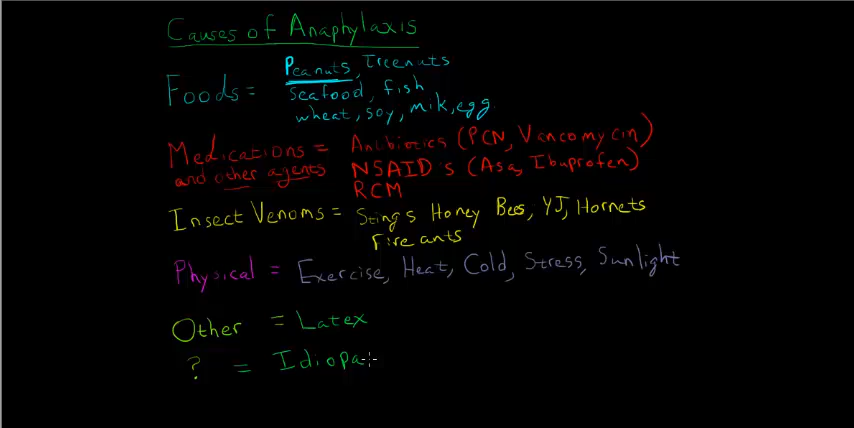 Causes of Anaphylaxis
Peanuts, Treenuts
Foods = Seafood, fish
wheat, soy, milk, egg
Medications = Antibiotics (PCN, Vancomycin)
and other agents NSAID's (Asa, Ibuprofen)
RCM
Insect Venoms = Stings Honey Bees, YJ, Hornets
Fire ants
Physical = Exercise, Heat, Cold, Stress, Sunlight
Other = Latex
? = Idiopa